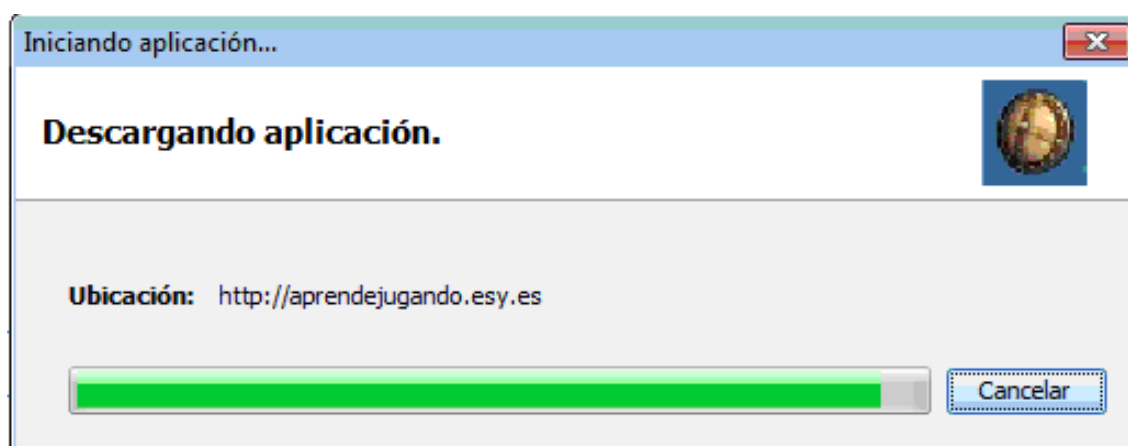 Iniciando aplicación...
Descargando aplicación.
Ubicación: http://aprendejugando.esy.es
Cancelar